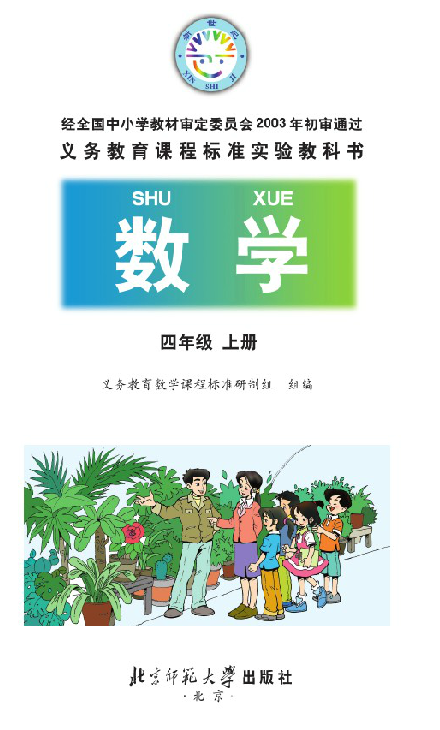 新世纪
XIN SHI JI
经全国中小学教材审定委员会2003年初审通过
义务教育课程标准实验教科书
SHU XUE
数学
四年级 上册
义务教育数学课程标准研制组 组编
北京师范大学出版社
·北京·